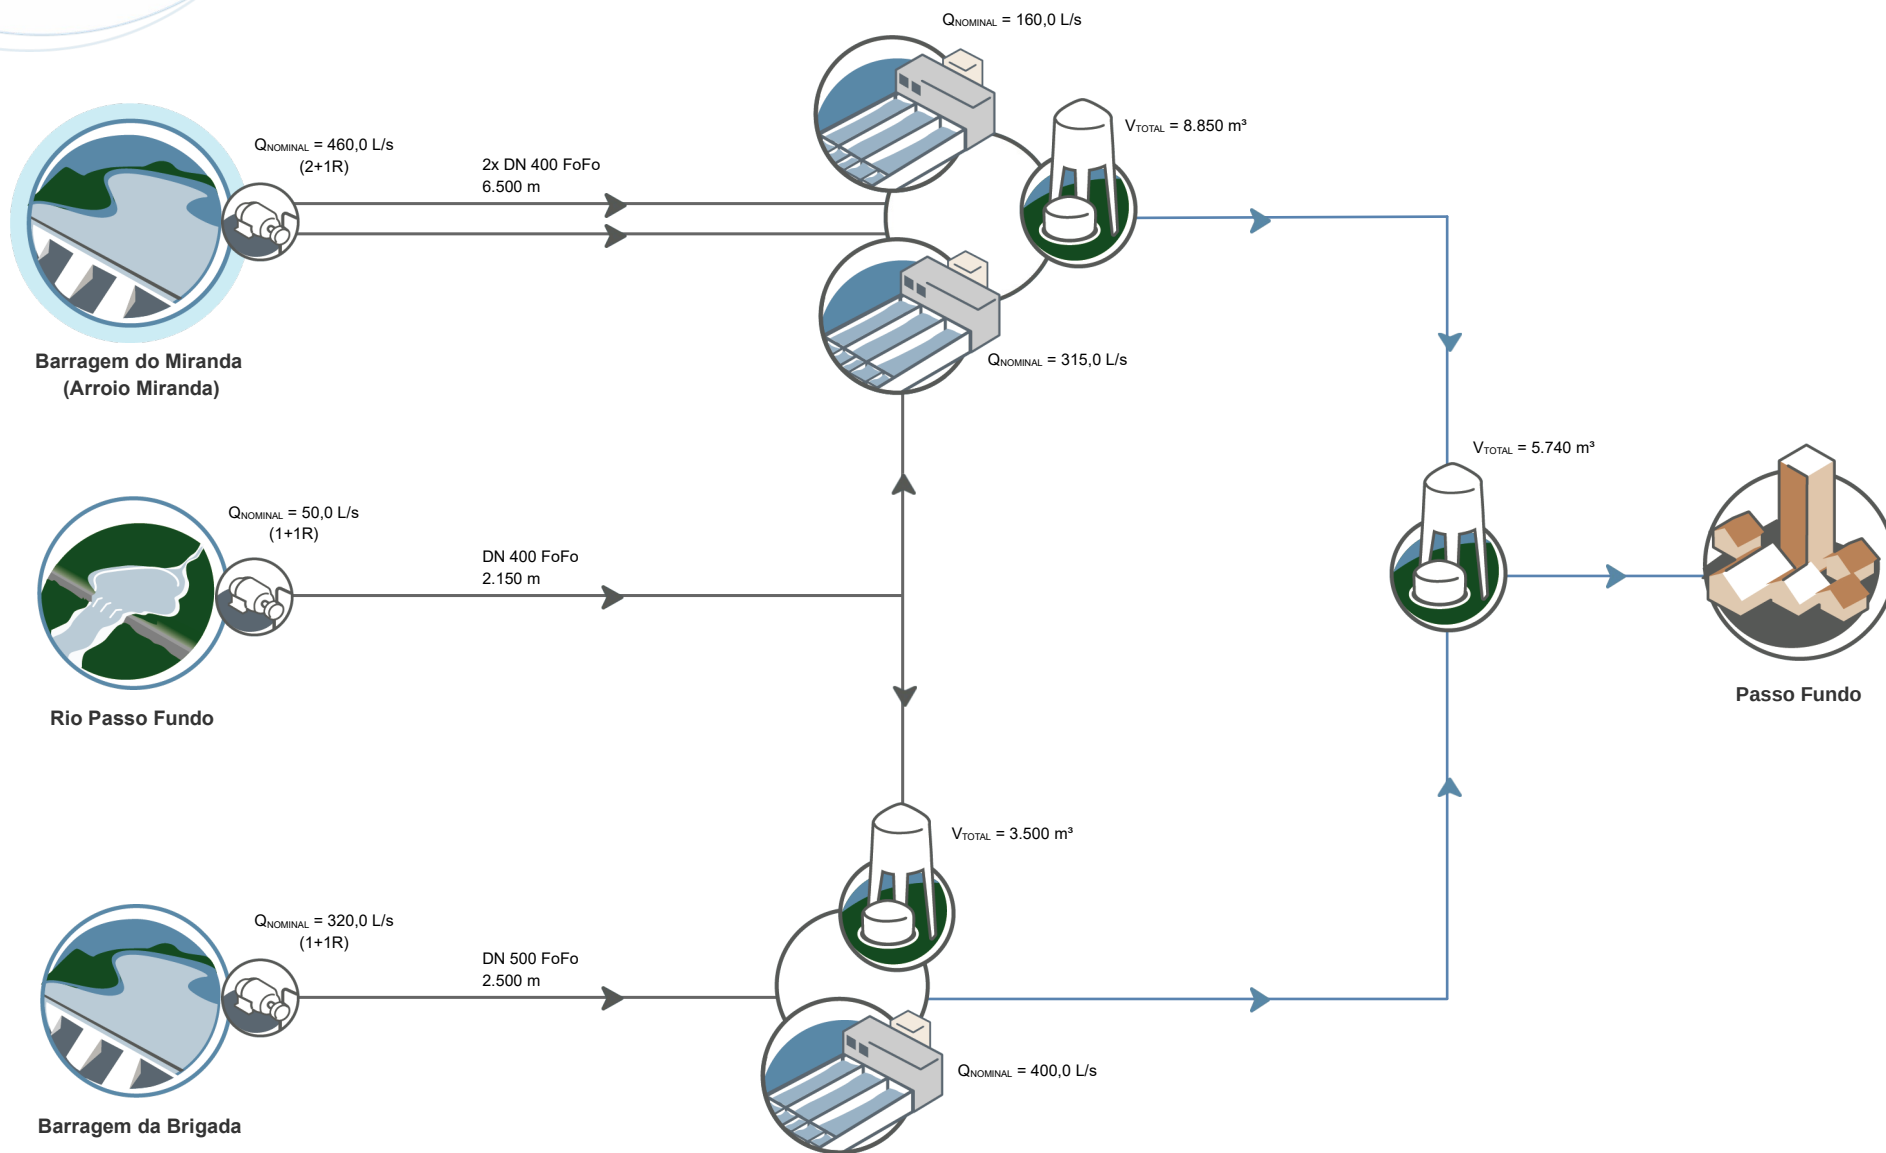 QNOMINAL = 160,0 L/s
VTOTAL = 8.850 m³
QNOMINAL = 460,0 L/s
(2+1R)
2x DN 400 FoFo
6.500 m
Barragem do Miranda
(Arroio Miranda)
QNOMINAL = 315,0 L/s
VTOTAL = 5.740 m³
QNOMINAL = 50,0 L/s
(1+1R)
DN 400 FoFo
2.150 m
Rio Passo Fundo
Passo Fundo
VTOTAL = 3.500 m³
QNOMINAL = 320,0 L/s
(1+1R)
DN 500 FoFo
2.500 m
QNOMINAL = 400,0 L/s
Barragem da Brigada